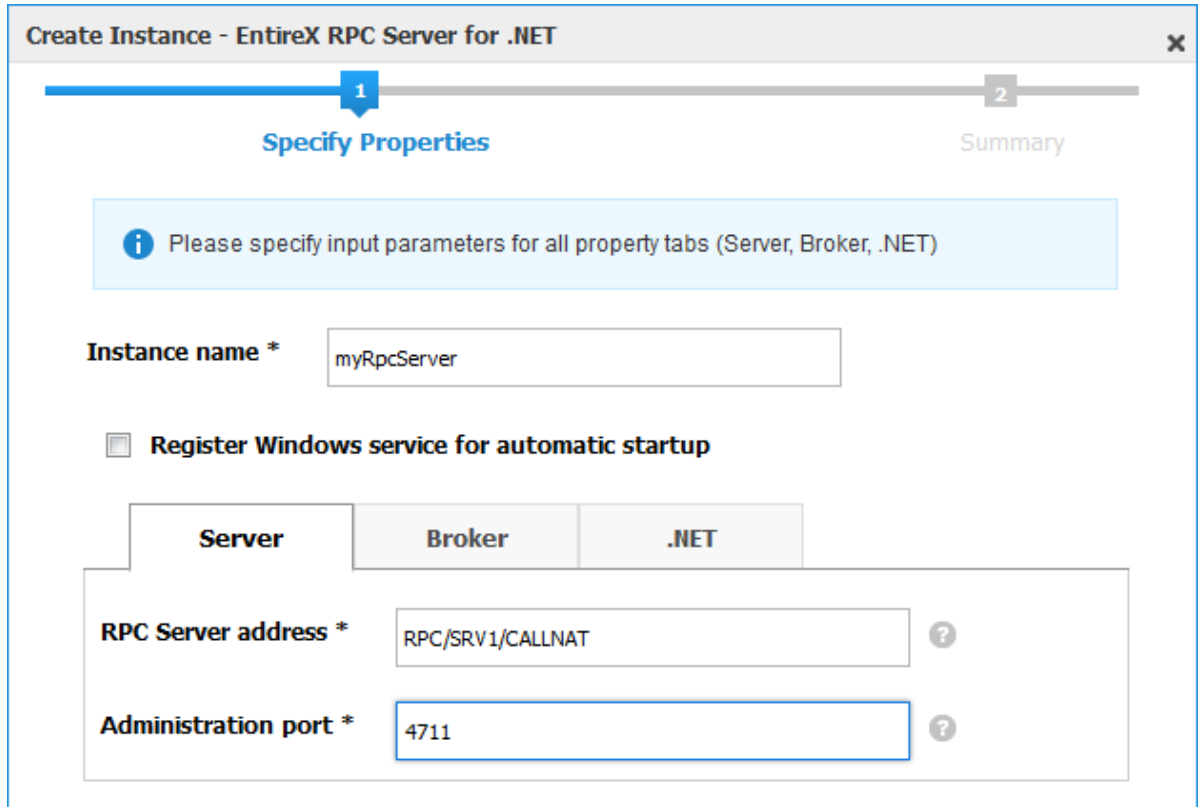 Create Instance - EntireX RPC Server for .NET
1
2
Specify Properties
Summary
Please specify input parameters for all property tabs (Server, Broker, .NET)
Instance name *
myRpcServer
Register Windows service for automatic startup
Server
Broker
.NET
RPC Server address *
RPC/SRV1/CALLNAT
Administration port *
4711